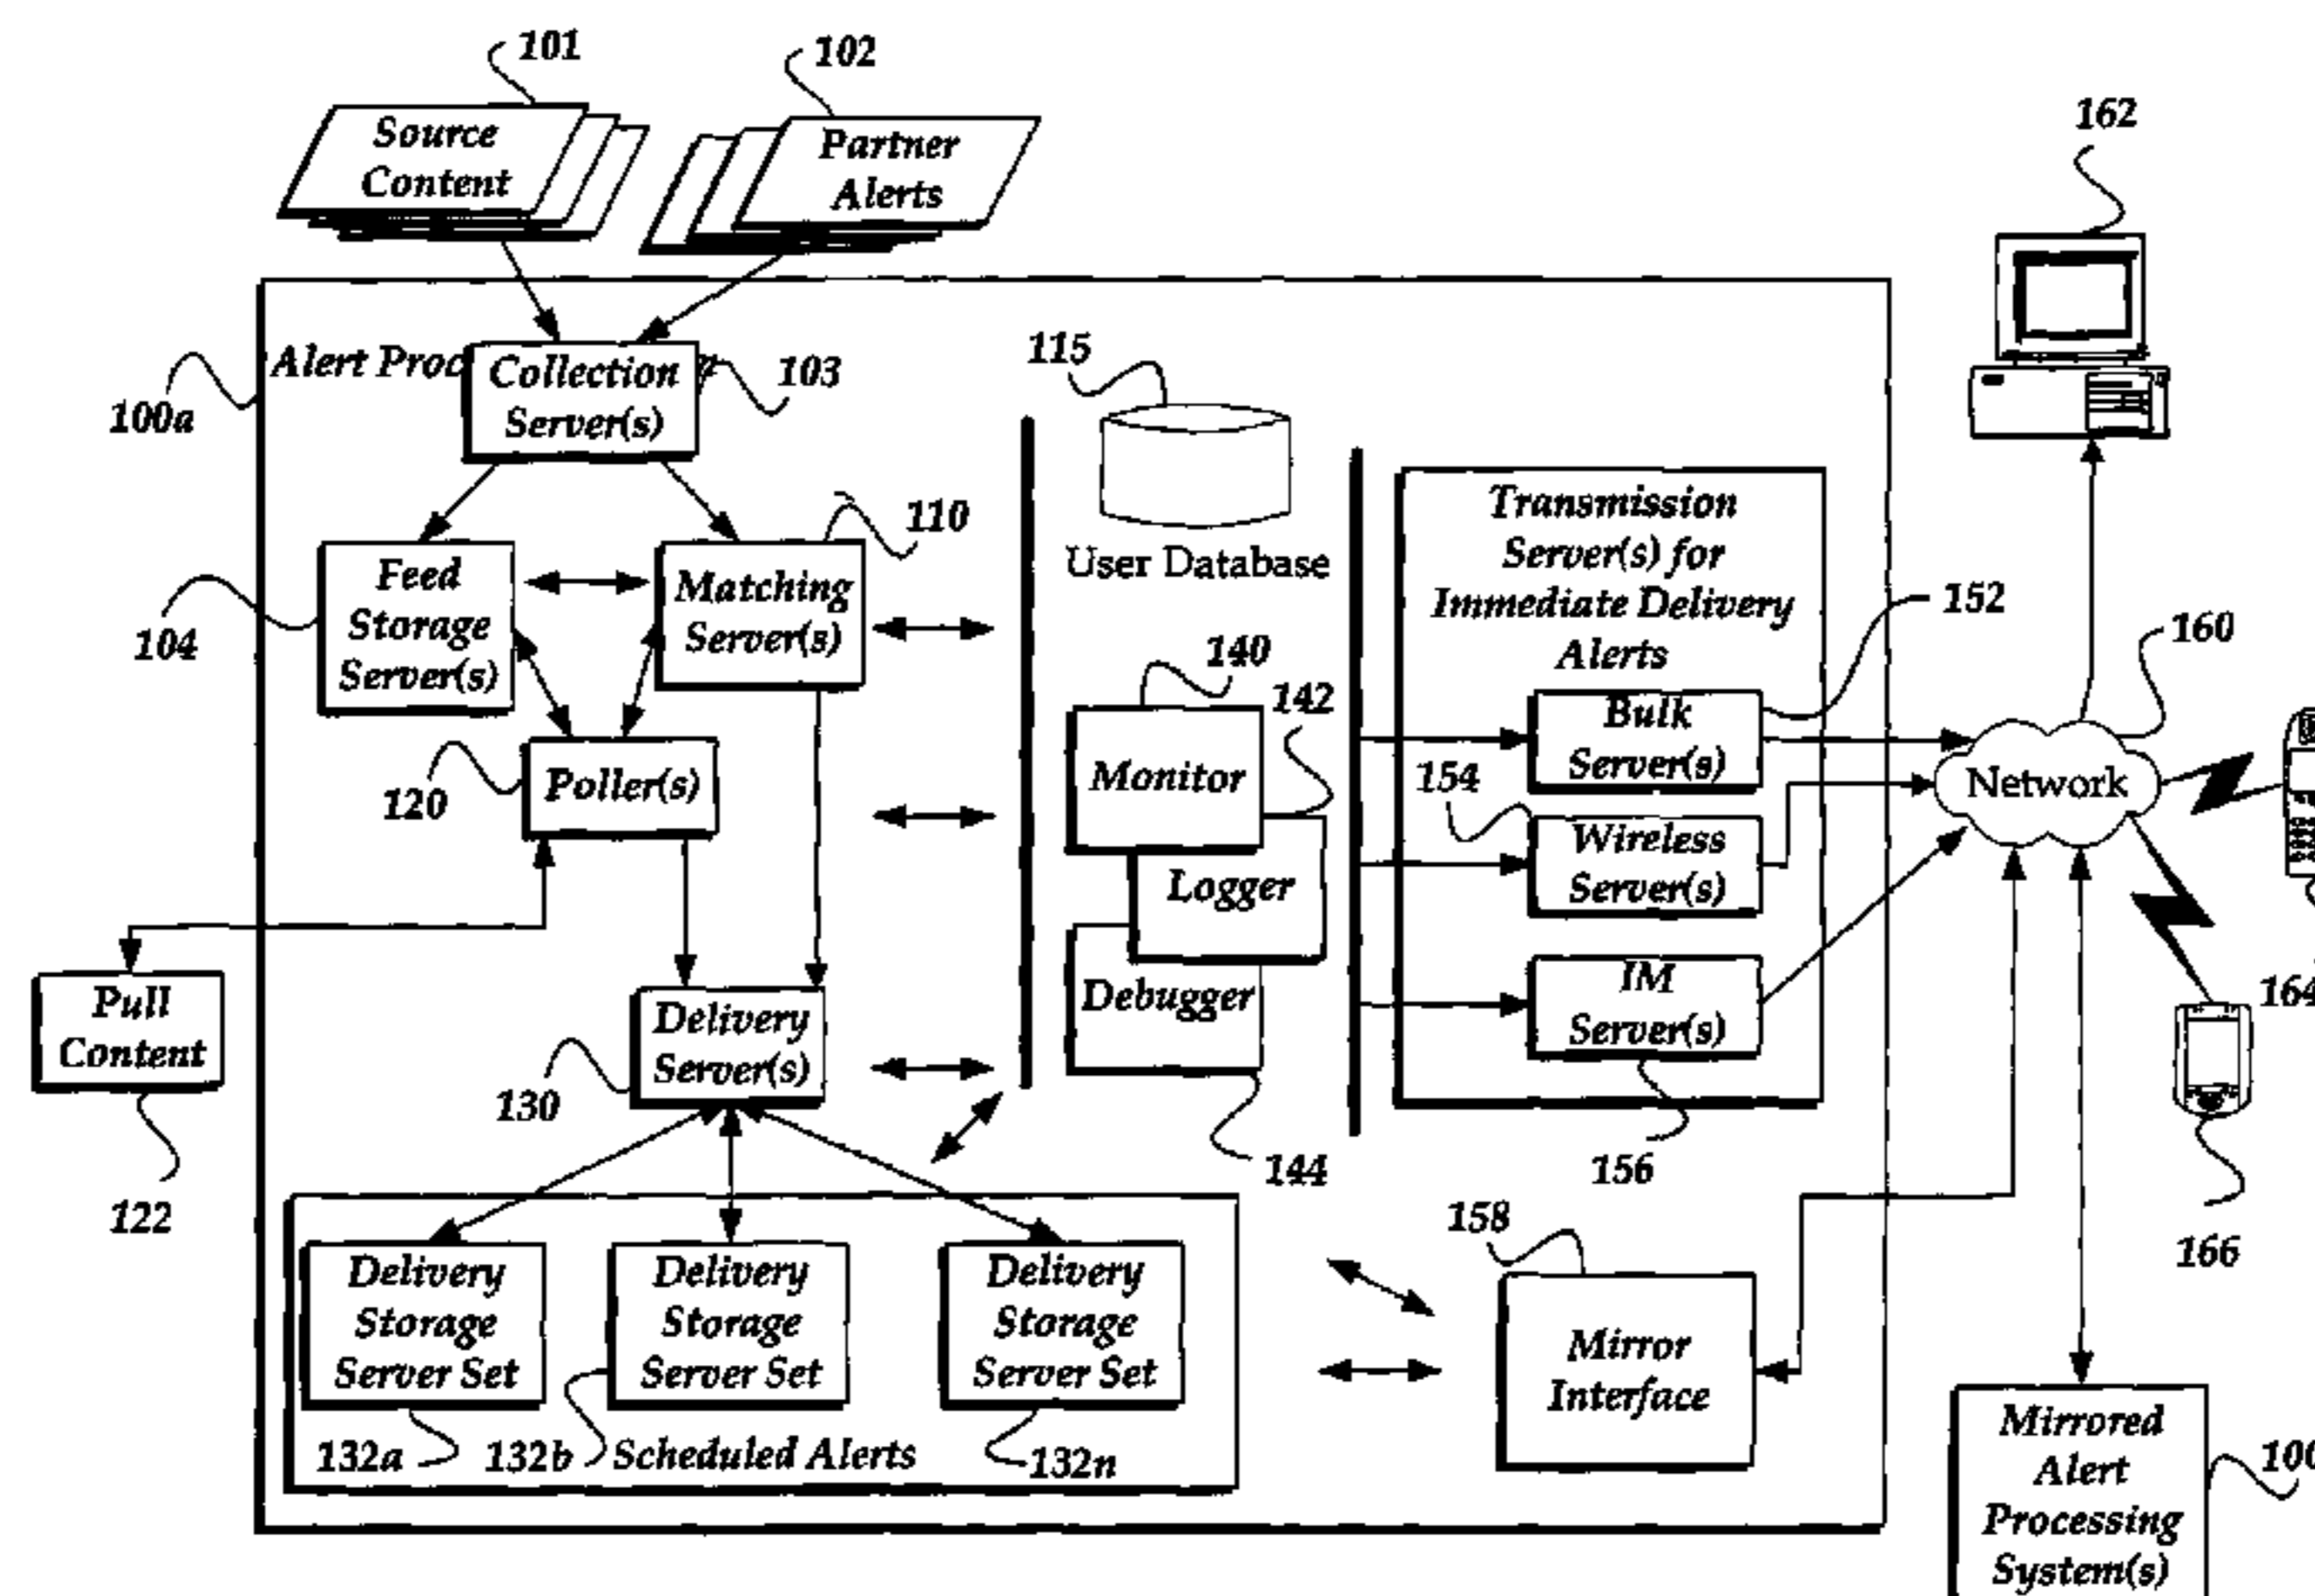 101
102
162
Source
Content
Partner
Alerts
Alert Proc
100a
Collection
Server(s)
103
115
User Database
110
Feed
Storage
Server(s)
104
Matching
Server(s)
Transmission
Server(s) for
Immediate Delivery
Alerts
152
160
140
142
Bulk
Server(s)
154
Network
Monitor
120
Poller(s)
Wireless
Server(s)
Logger
Pull
Content
122
Delivery
Server(s)
130
Debugger
144
IM
Server(s)
156
164
166
158
Delivery
Storage
Server Set
Delivery
Storage
Server Set
Delivery
Storage
Server Set
132a
132b
Scheduled Alerts
132n
Mirror
Interface
Mirrored
Alert
Processing
System(s)